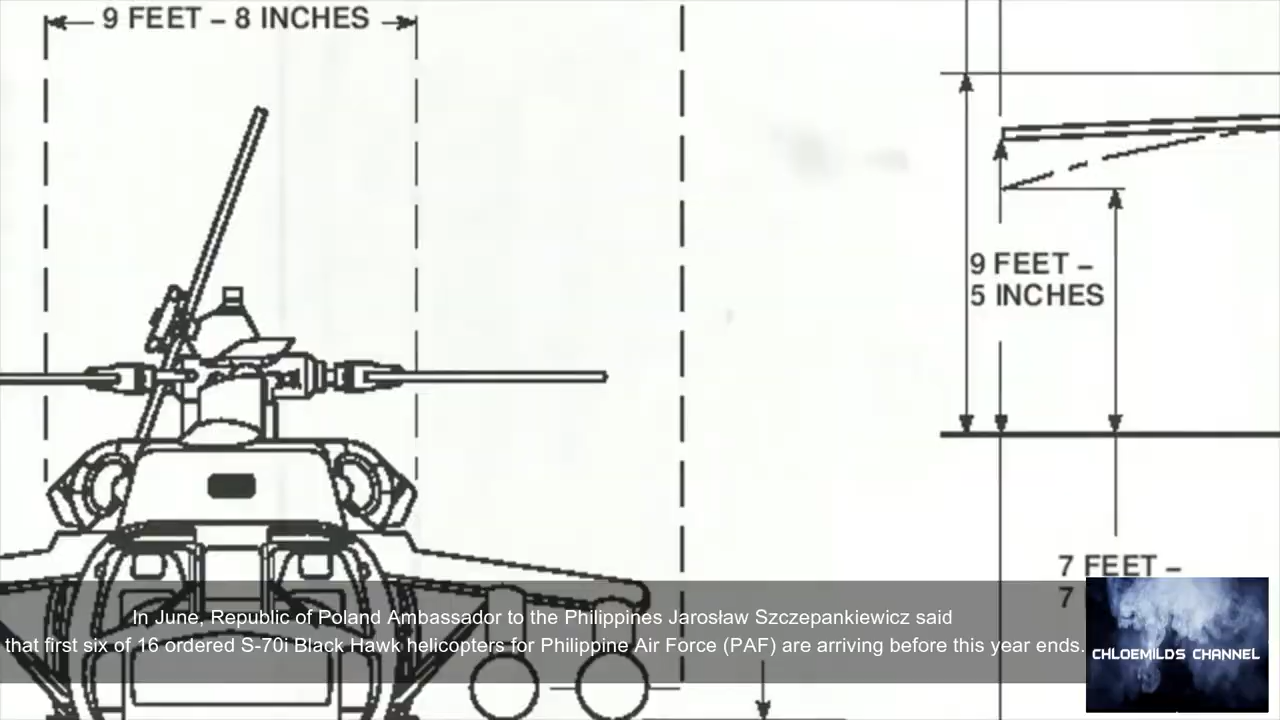 9 FEET – 8 INCHES
9 FEET –
5 INCHES
7 FEET –
7
In June, Republic of Poland Ambassador to the Philippines Jarosław Szczepankiewicz said
that first six of 16 ordered S-70i Black Hawk helicopters for Philippine Air Force (PAF) are arriving before this year ends.
CHLOEMILDS CHANNEL